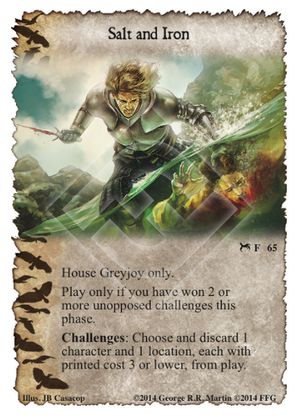 Salt and Iron
F 65
House Greyjoy only.
Play only if you have won 2 or
more unopposed challenges this
phase.
Challenges: Choose and discard 1
character and 1 location, each with
printed cost 3 or lower, from play.
Illus. JB Casacop ©2014 George R.R. Martin ©2014 FFG